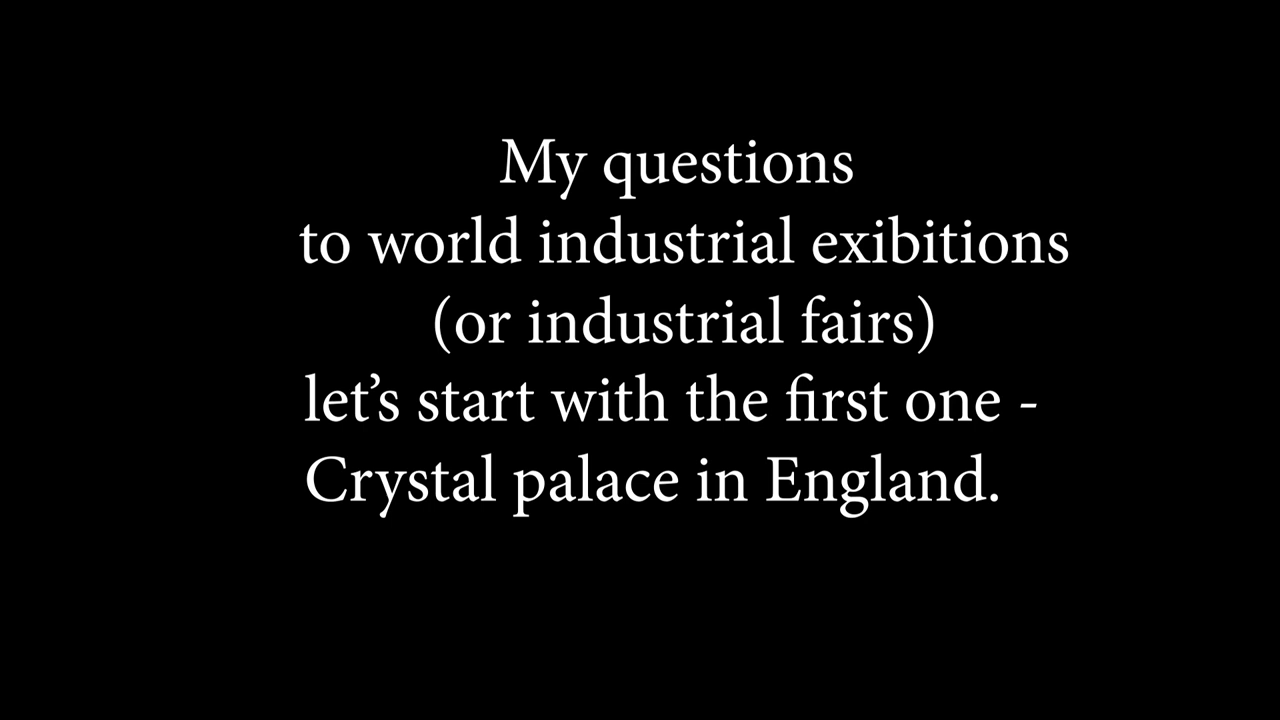 My questions
to world industrial exibitions
(or industrial fairs)
let’s start with the first one -
Crystal palace in England.